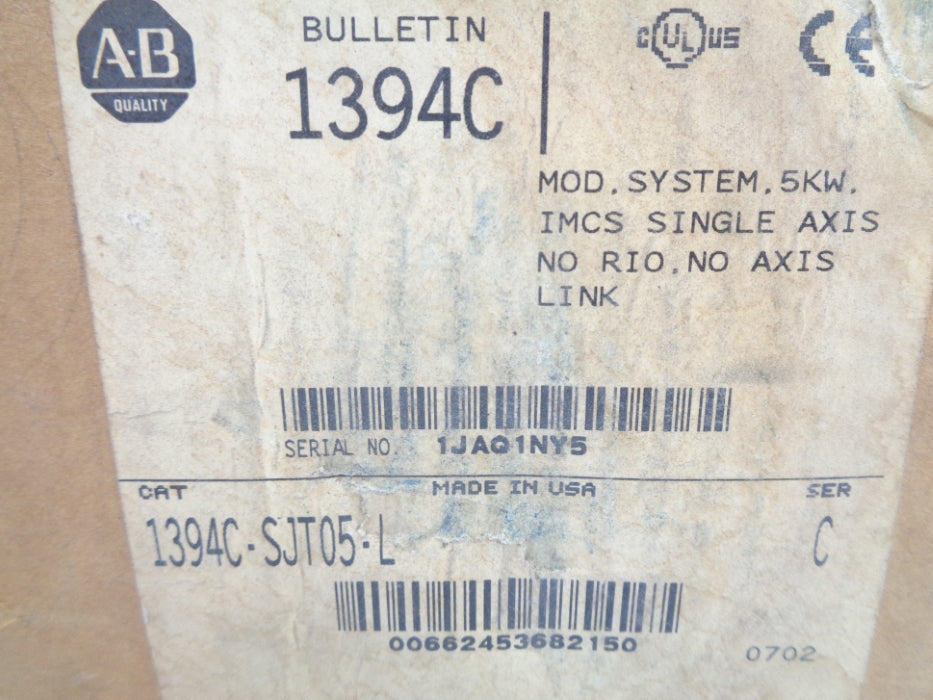 A-B
QUALITY
BULLETIN
1394C
C UL US
CE
MOD,SYSTEM,5KW,
IMCS SINGLE AXIS
NO RIO,NO AXIS
LINK
SERIAL NO. 1JAQ1NY5
CAT MADE IN USA SER
1394C-SJT05-L C
00662453682150
0702